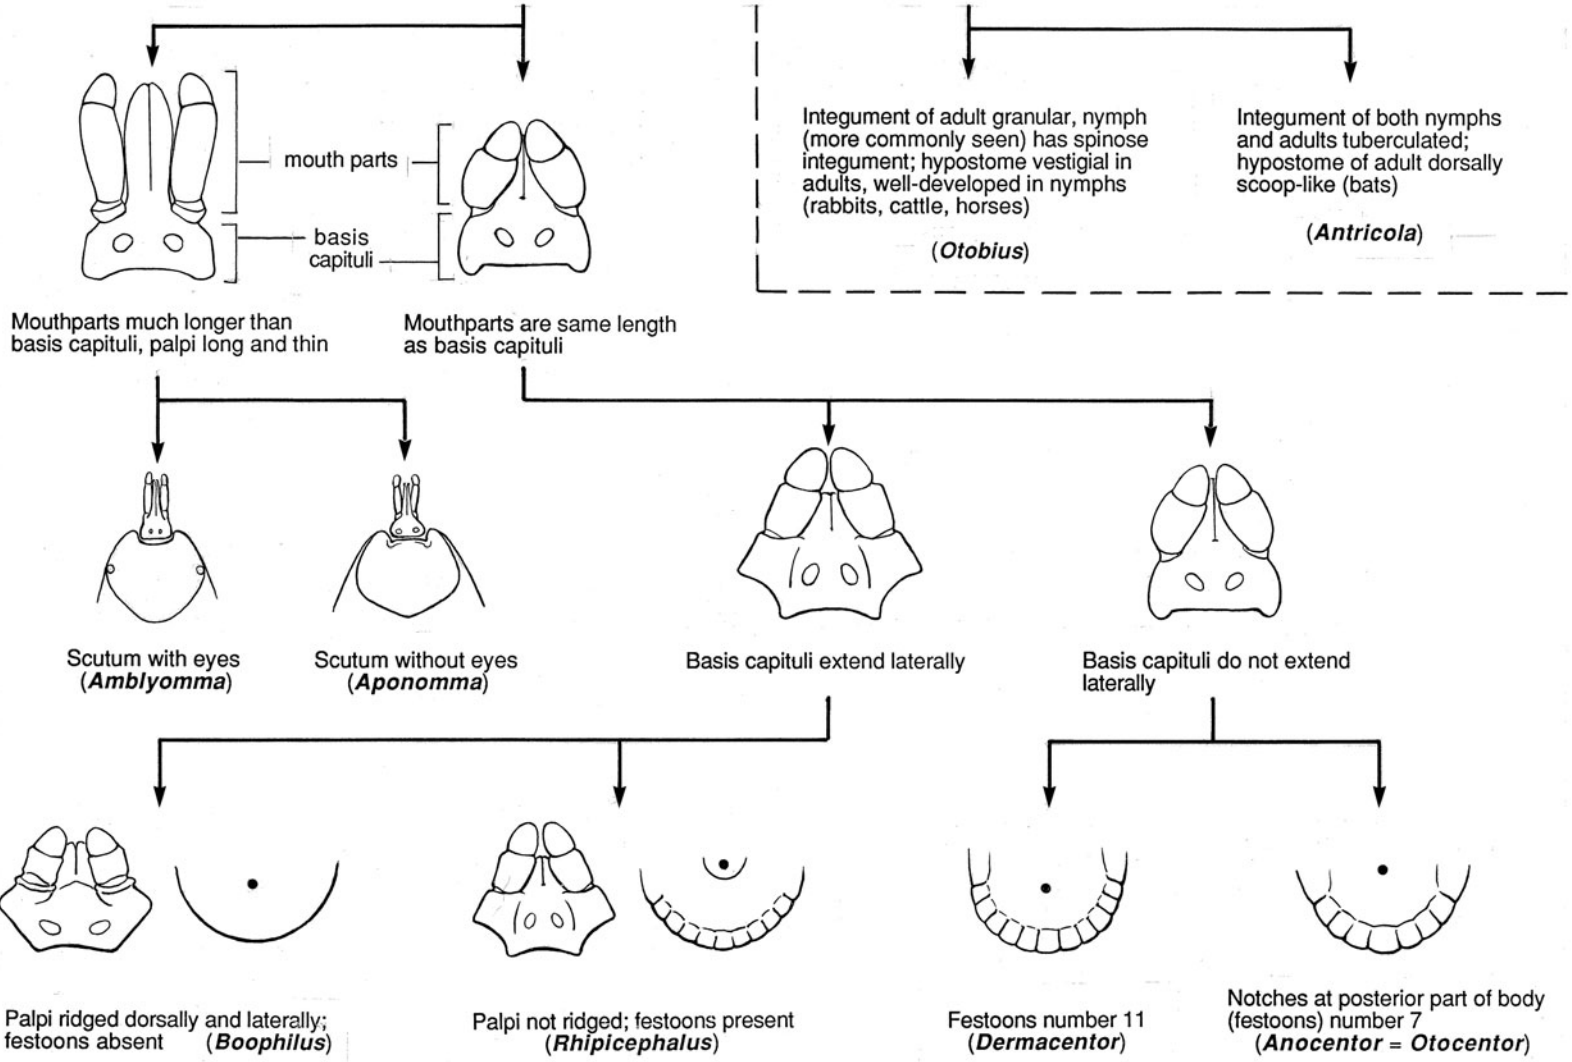 Integument of adult granular, nymph
(more commonly seen) has spinose
integument; hypostome vestigial in
adults, well-developed in nymphs
(rabbits, cattle, horses)
(Otobius)
Integument of both nymphs
and adults tuberculated;
hypostome of adult dorsally
scoop-like (bats)
(Antricola)
mouth parts
basis
capituli
Mouthparts much longer than
basis capituli, palpi long and thin
Mouthparts are same length
as basis capituli
Scutum with eyes
(Amblyomma)
Scutum without eyes
(Aponomma)
Basis capituli extend laterally
Basis capituli do not extend
laterally
Palpi ridged dorsally and laterally;
festoons absent (Boophilus)
Palpi not ridged; festoons present
(Rhipicephalus)
Festoons number 11
(Dermacentor)
Notches at posterior part of body
(festoons) number 7
(Anocentor = Otocentor)